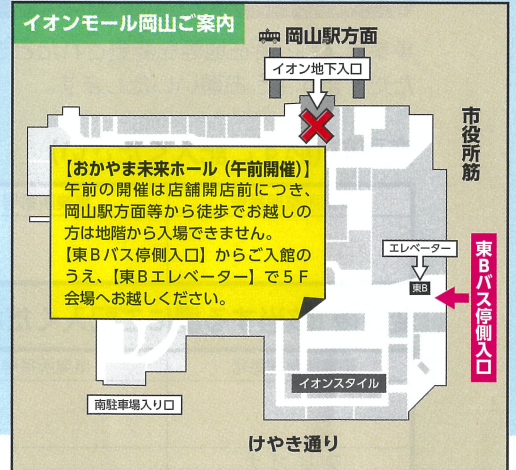 イオンモール岡山ご案内
岡山駅方面
イオン地下入口
市役所筋
【おかやま未来ホール（午前開催）】
午前の開催は店舗開店前につき、
岡山駅方面等から徒歩でお越しの
方は地階から入場できません。
【東Bバス停側入口】からご入館の
うえ、【東Bエレベーター】で５Ｆ
会場へお越しください。
エレベーター
東B
東Bバス停側入口
イオンスタイル
南駐車場入り口
けやき通り